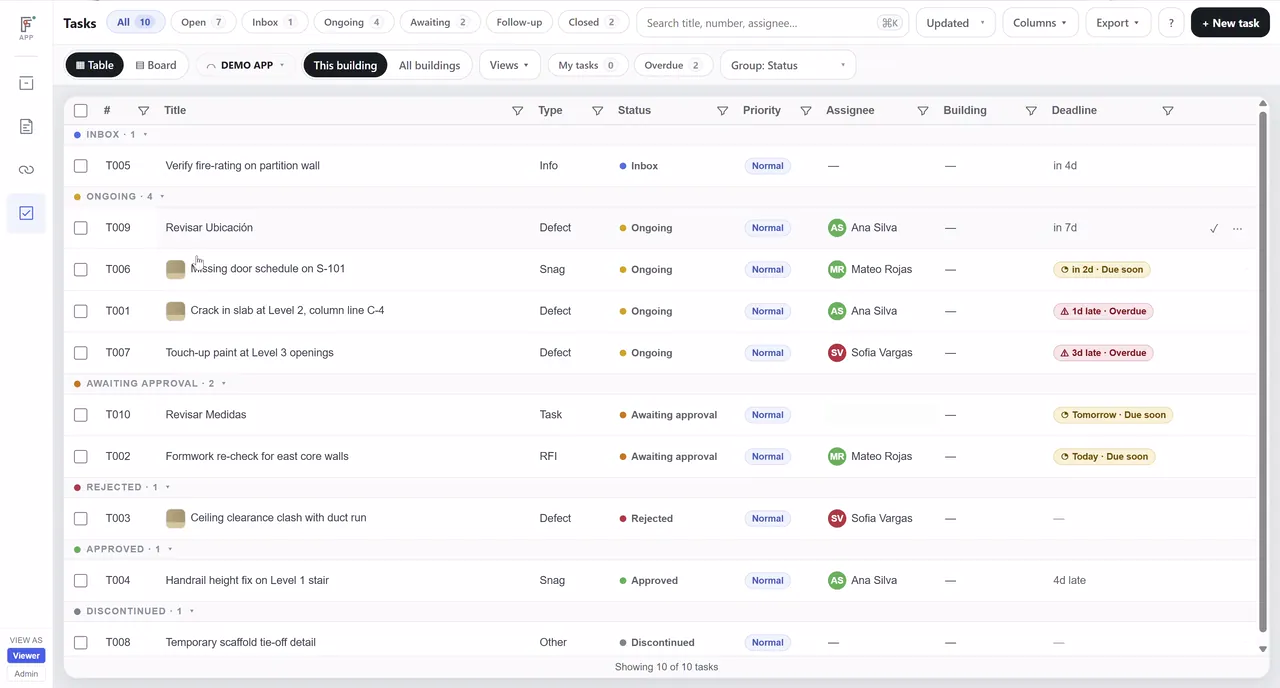 APP
Tasks
All 10
Open 7
Inbox 1
Ongoing 4
Awaiting 2
Follow-up
Closed 2
Search title, number, assignee... ⌘K
Updated
Columns
Export
?
+ New task
Table
Board
DEMO APP
This building
All buildings
Views
My tasks 0
Overdue 2
Group: Status
# Title Type Status Priority Assignee Building Deadline
INBOX · 1
T005 Verify fire-rating on partition wall Info Inbox Normal — — in 4d
ONGOING · 4
T009 Revisar Ubicación Defect Ongoing Normal AS Ana Silva — in 7d
T006 Missing door schedule on S-101 Snag Ongoing Normal MR Mateo Rojas — in 2d · Due soon
T001 Crack in slab at Level 2, column line C-4 Defect Ongoing Normal AS Ana Silva — 1d late · Overdue
T007 Touch-up paint at Level 3 openings Defect Ongoing Normal SV Sofia Vargas — 3d late · Overdue
AWAITING APPROVAL · 2
T010 Revisar Medidas Task Awaiting approval Normal — Tomorrow · Due soon
T002 Formwork re-check for east core walls RFI Awaiting approval Normal MR Mateo Rojas — Today · Due soon
REJECTED · 1
T003 Ceiling clearance clash with duct run Defect Rejected Normal SV Sofia Vargas — —
APPROVED · 1
T004 Handrail height fix on Level 1 stair Snag Approved Normal AS Ana Silva — 4d late
DISCONTINUED · 1
T008 Temporary scaffold tie-off detail Other Discontinued Normal — — —
Showing 10 of 10 tasks
VIEW AS
Viewer
Admin